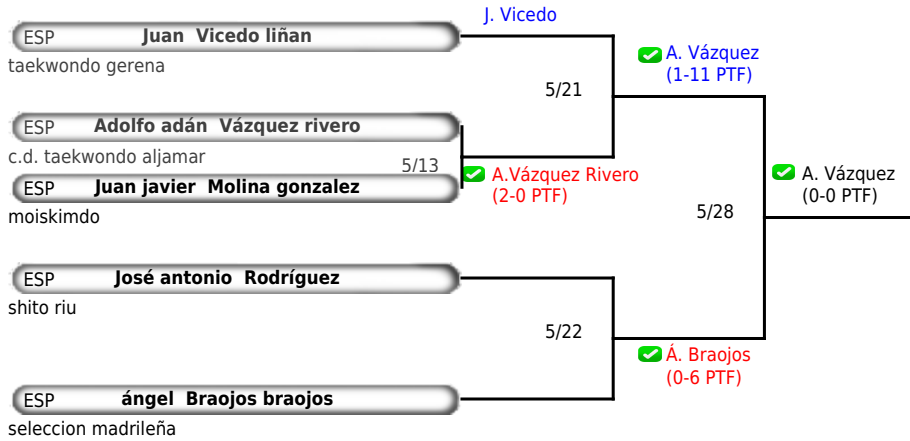 J. Vicedo
ESP Juan Vicedo liñan
taekwondo gerena
A. Vázquez
(1-11 PTF)
5/21
ESP Adolfo adán Vázquez rivero
c.d. taekwondo aljamar
5/13
A.Vázquez Rivero
(2-0 PTF)
ESP Juan javier Molina gonzalez
moiskimdo
A. Vázquez
(0-0 PTF)
5/28
ESP José antonio Rodríguez
shito riu
5/22
Á. Braojos
(0-6 PTF)
ESP ángel Braojos braojos
seleccion madrileña